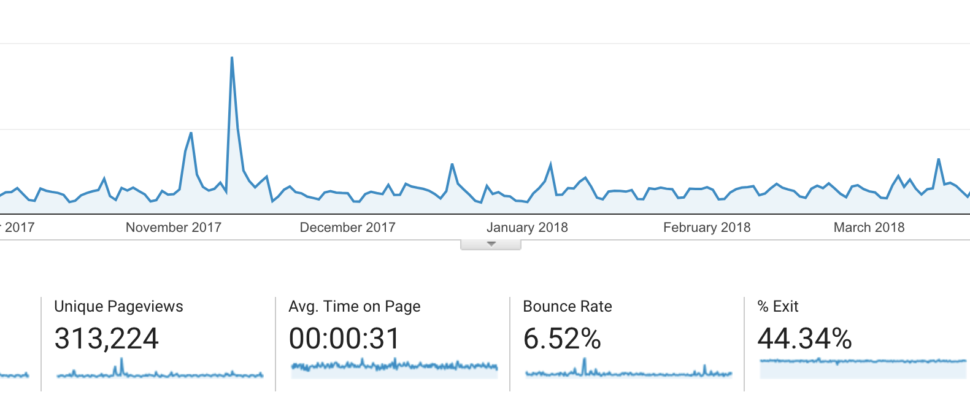 2017
November 2017
December 2017
January 2018
February 2018
March 2018
Unique Pageviews
313,224
Avg. Time on Page
00:00:31
Bounce Rate
6.52%
% Exit
44.34%